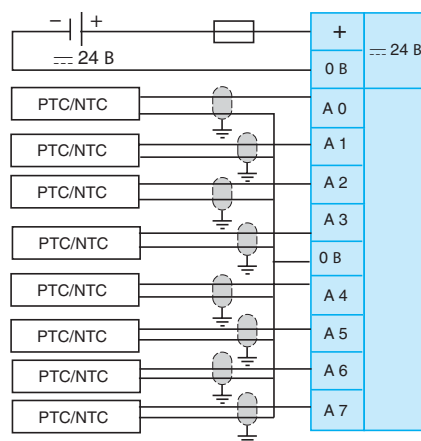 − + +
⎓ 24 В
0 В
⎓ 24 В
PTC/NTC A 0
PTC/NTC A 1
PTC/NTC A 2
A 3
PTC/NTC
0 В
PTC/NTC A 4
PTC/NTC A 5
PTC/NTC A 6
PTC/NTC A 7